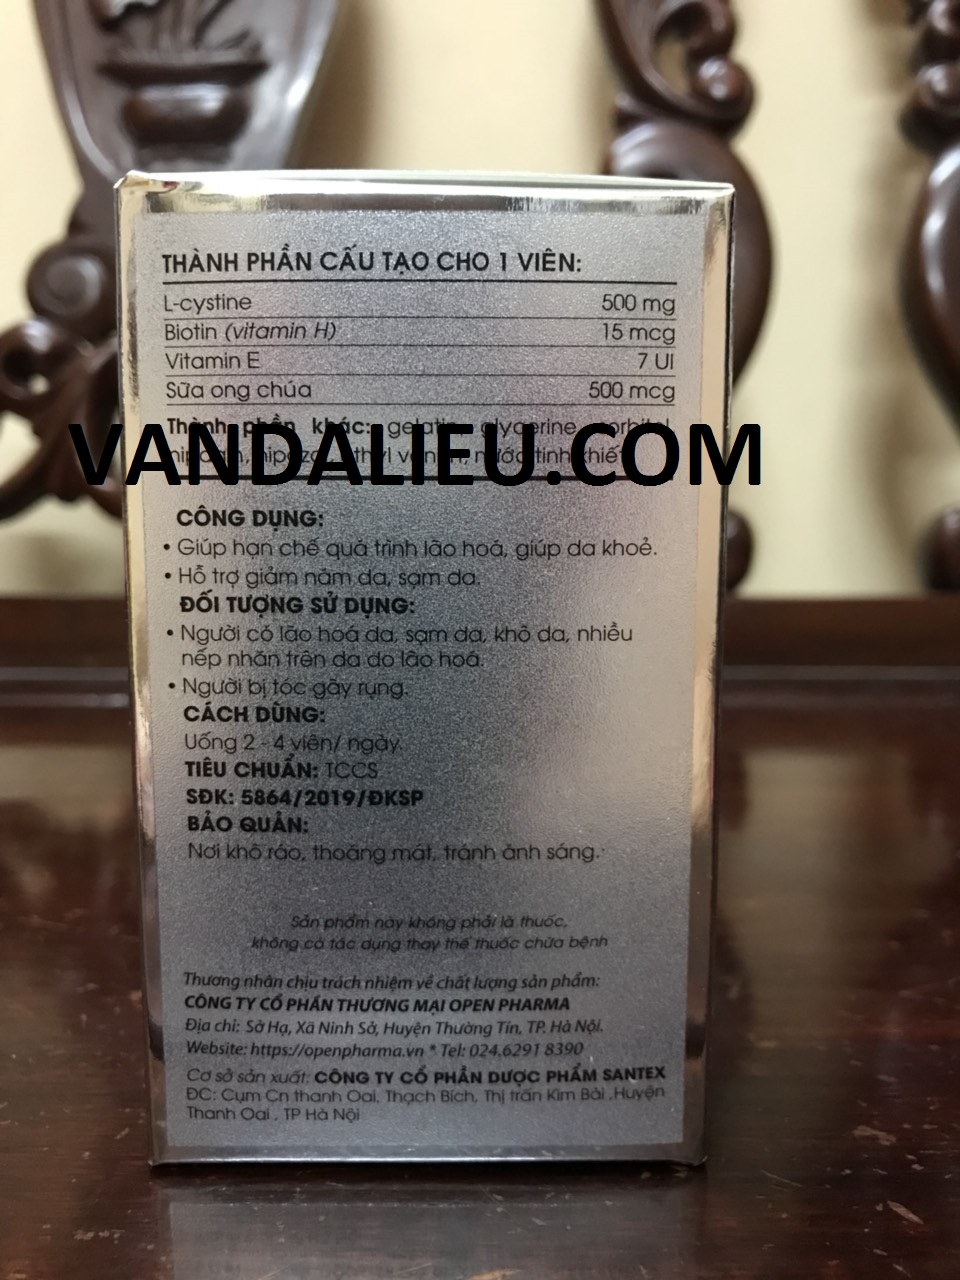 THÀNH PHẦN CẤU TẠO CHO 1 VIÊN:
L-cystine 500 mg
Biotin (vitamin H) 15 mcg
Vitamin E 7 UI
Sữa ong chúa 500 mcg
Thành phần khác: gelatin, glycerine, sorbitol,
nước tinh khiết
VANDALIEU.COM
CÔNG DỤNG:
• Giúp hạn chế quá trình lão hoá, giúp da khoẻ.
• Hỗ trợ giảm nám da, sạm da.
ĐỐI TƯỢNG SỬ DỤNG:
• Người có lão hoá da, sạm da, khô da, nhiều
nếp nhăn trên da do lão hoá.
• Người bị tóc gãy rụng.
CÁCH DÙNG:
Uống 2 - 4 viên/ ngày.
TIÊU CHUẨN: TCCS
SĐK: 5864/2019/ĐKSP
BẢO QUẢN:
Nơi khô ráo, thoáng mát, tránh ánh sáng.
Sản phẩm này không phải là thuốc,
không có tác dụng thay thế thuốc chữa bệnh
Thương nhân chịu trách nhiệm về chất lượng sản phẩm:
CÔNG TY CỔ PHẦN THƯƠNG MẠI OPEN PHARMA
Địa chỉ: Sở Hạ, Xã Ninh Sở, Huyện Thường Tín, TP. Hà Nội.
Website: https://openpharma.vn * Tel: 024.6291 8390
Cơ sở sản xuất: CÔNG TY CỔ PHẦN DƯỢC PHẨM SANTEX
ĐC: Cụm Cn thanh Oai, Thạch Bích, Thị trấn Kim Bài ,Huyện
Thanh Oai , TP Hà Nội